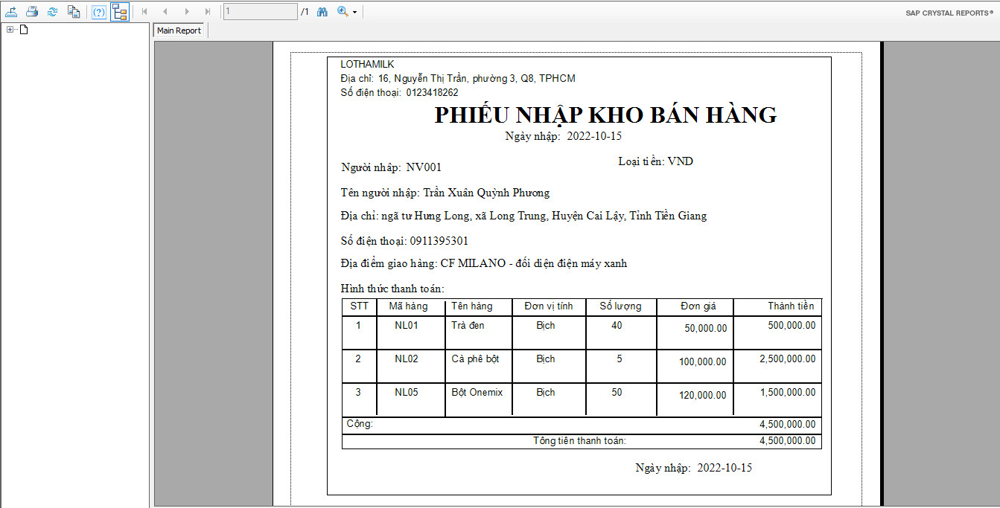 1 /1
SAP CRYSTAL REPORTS®
Main Report
LOTHAMILK
Địa chỉ: 16, Nguyễn Thị Trần, phường 3, Q8, TPHCM
Số điện thoại: 0123418262
PHIẾU NHẬP KHO BÁN HÀNG
Ngày nhập: 2022-10-15
Loại tiền: VND
Người nhập: NV001
Tên người nhập: Trần Xuân Quỳnh Phương
Địa chỉ: ngã tư Hưng Long, xã Long Trung, Huyện Cai Lậy, Tỉnh Tiền Giang
Số điện thoại: 0911395301
Địa điểm giao hàng: CF MILANO - đối diện điện máy xanh
Hình thức thanh toán:
STT Mã hàng Tên hàng Đơn vị tính Số lượng Đơn giá Thành tiền
1 NL01 Trà đen Bịch 40 50,000.00 500,000.00
2 NL02 Cà phê bột Bịch 5 100,000.00 2,500,000.00
3 NL05 Bột Onemix Bịch 50 120,000.00 1,500,000.00
Cộng: 4,500,000.00
Tông tiên thanh toán: 4,500,000.00
Ngày nhập: 2022-10-15